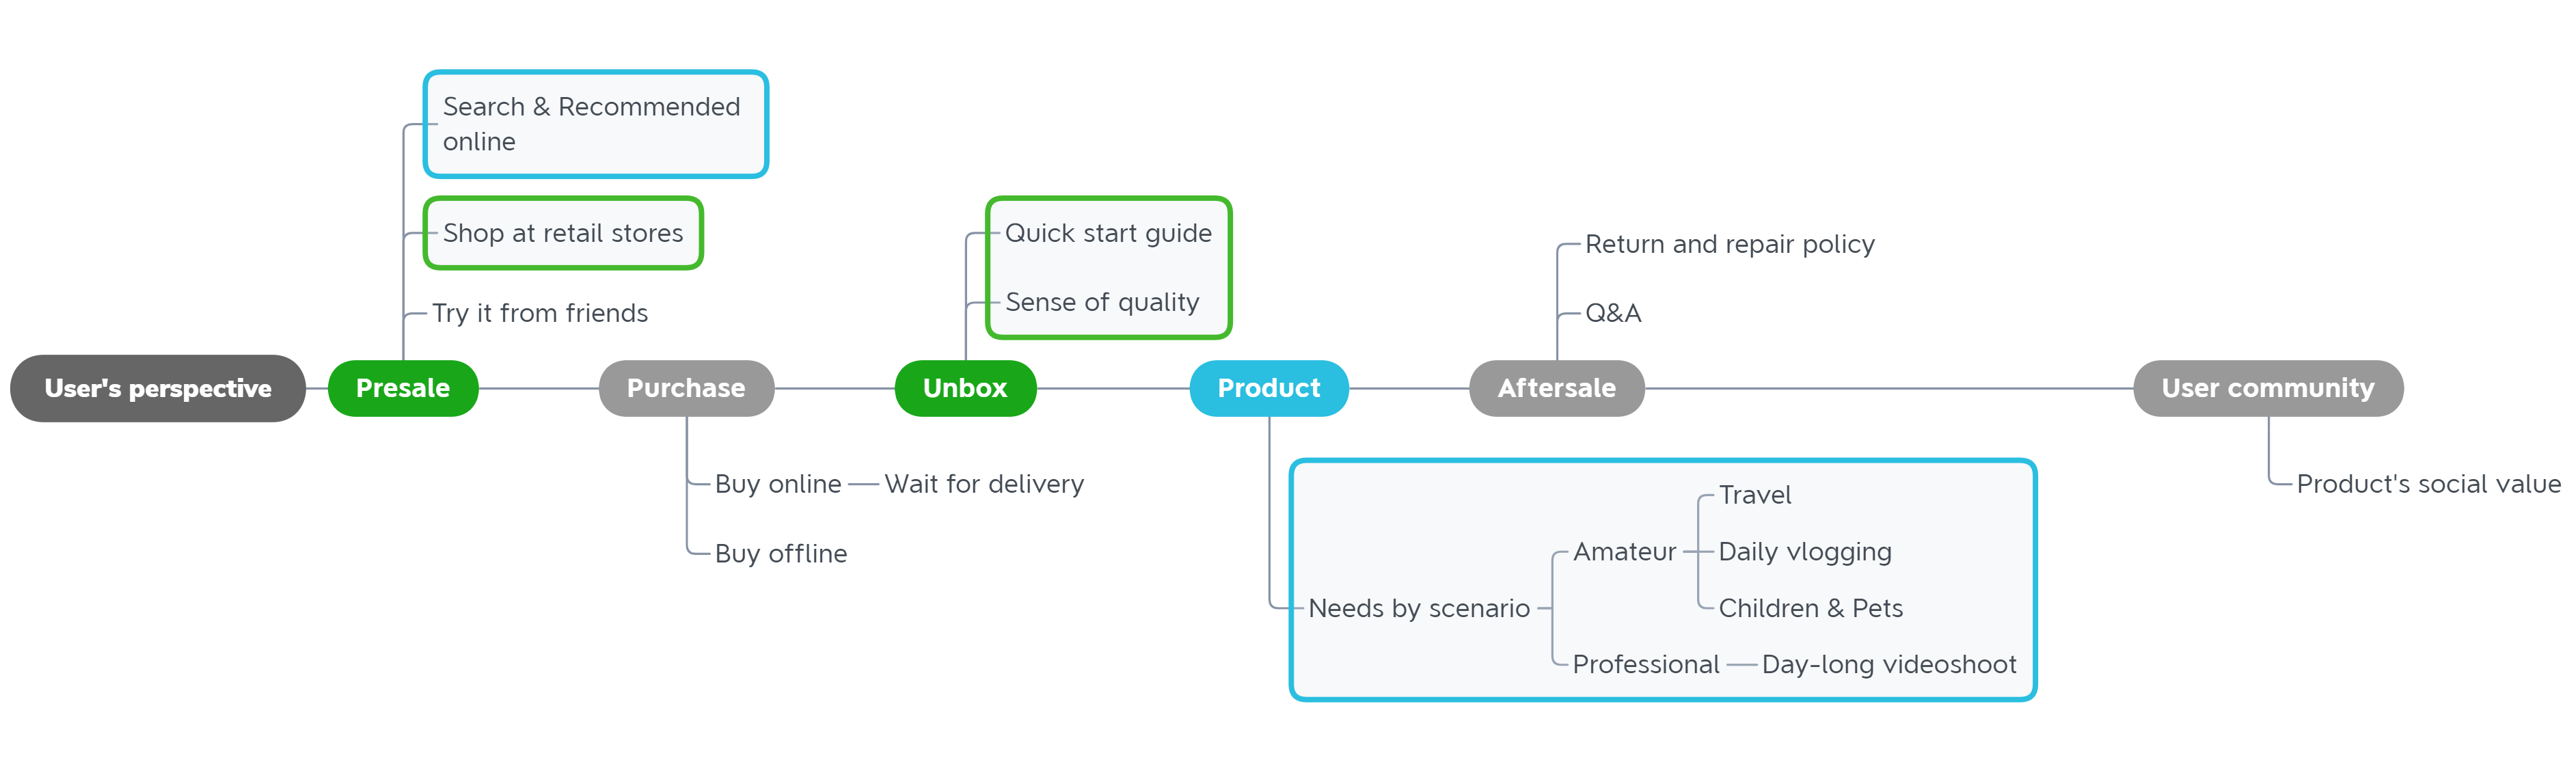 Search & Recommended
online
Shop at retail stores
Try it from friends
Quick start guide
Sense of quality
Return and repair policy
Q&A
User's perspective
Presale
Purchase
Unbox
Product
Aftersale
User community
Buy online
Wait for delivery
Buy offline
Needs by scenario
Amateur
Travel
Daily vlogging
Children & Pets
Professional
Day-long videoshoot
Product's social value